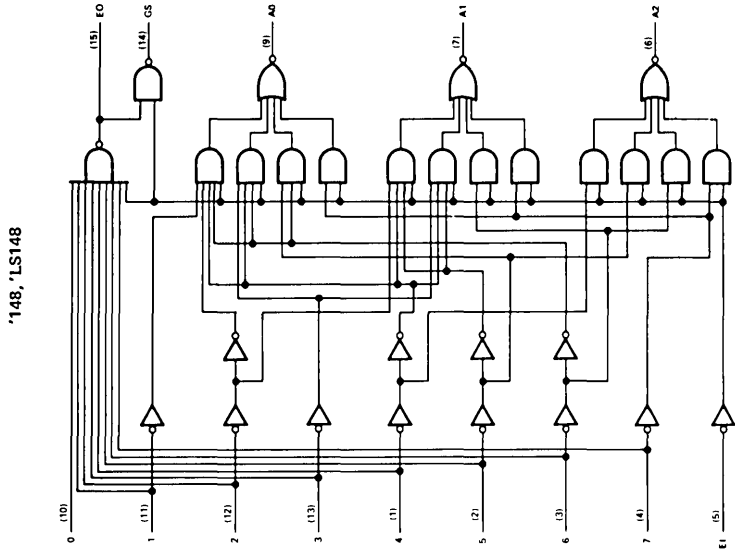 '148, 'LS148
(15) EO
(14) GS
(9) A0
(7) A1
(6) A2
0 (10)
1 (11)
2 (12)
3 (13)
4 (1)
5 (2)
6 (3)
7 (4)
EI (5)